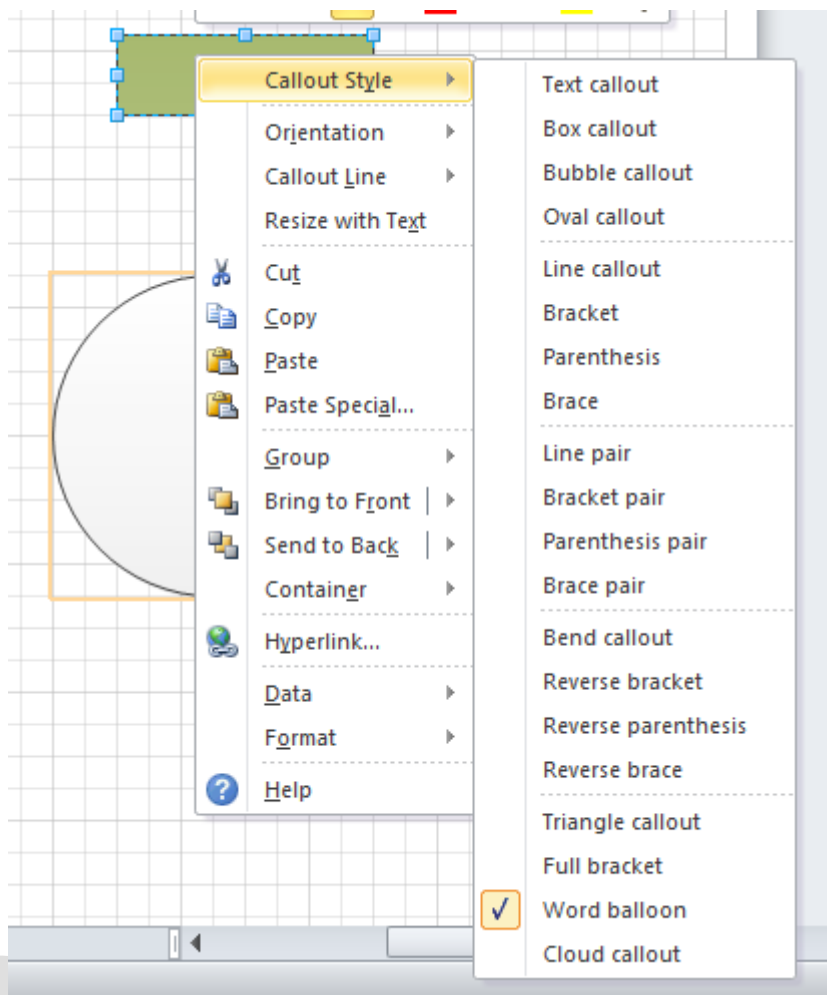 Callout Style
Orientation
Callout Line
Resize with Text
Cut
Copy
Paste
Paste Special...
Group
Bring to Front
Send to Back
Container
Hyperlink...
Data
Format
Help
Text callout
Box callout
Bubble callout
Oval callout
Line callout
Bracket
Parenthesis
Brace
Line pair
Bracket pair
Parenthesis pair
Brace pair
Bend callout
Reverse bracket
Reverse parenthesis
Reverse brace
Triangle callout
Full bracket
Word balloon
Cloud callout